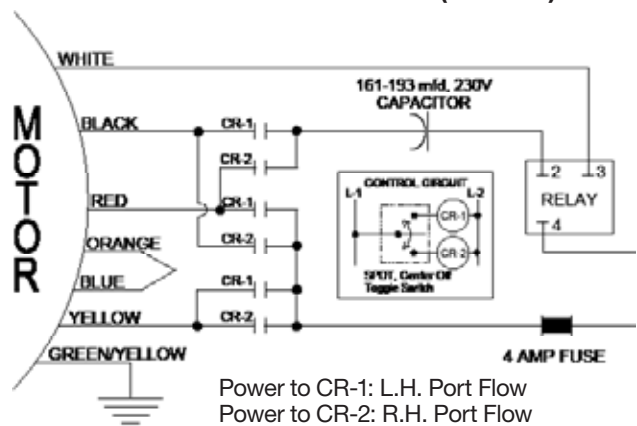 WHITE
161-193 mfd. 230V
CAPACITOR
MOTOR
BLACK
CR-1
CR-2
2
3
RELAY
4
CONTROL CIRCUIT
L-1
L-2
CR-1
CR-2
SPDT, Center Off
Toggle Switch
RED
CR-1
ORANGE
CR-2
BLUE
CR-1
YELLOW
CR-2
GREEN/YELLOW
4 AMP FUSE
Power to CR-1: L.H. Port Flow
Power to CR-2: R.H. Port Flow